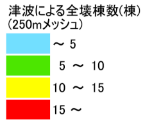 津波による全壊棟数(棟)
(250mメッシュ)
～ 5
5 ～ 10
10 ～ 15
15 ～